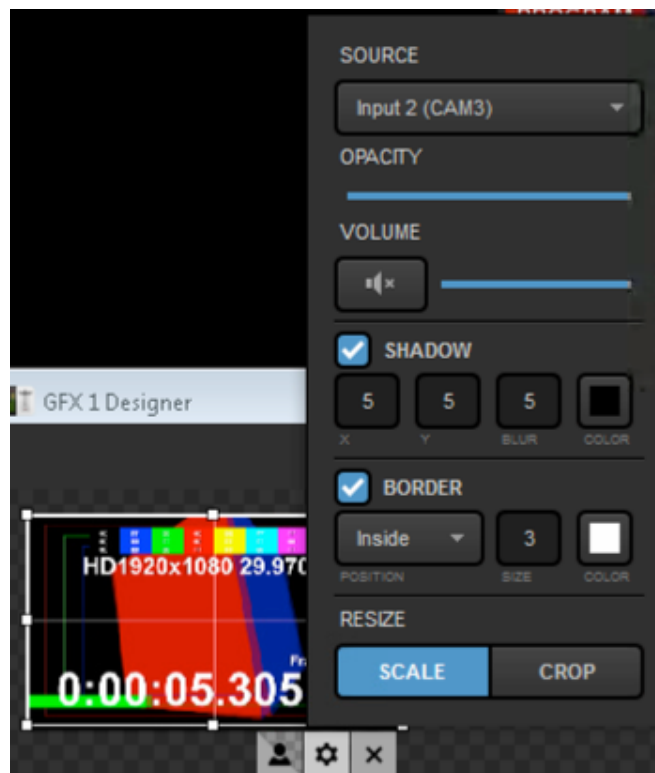 SOURCE
Input 2 (CAM3)
OPACITY
VOLUME
SHADOW
5 5 5
X Y BLUR COLOR
GFX 1 Designer
BORDER
Inside 3
POSITION SIZE COLOR
HD1920x1080 29.970
RESIZE
SCALE CROP
Fra
0:00:05.305